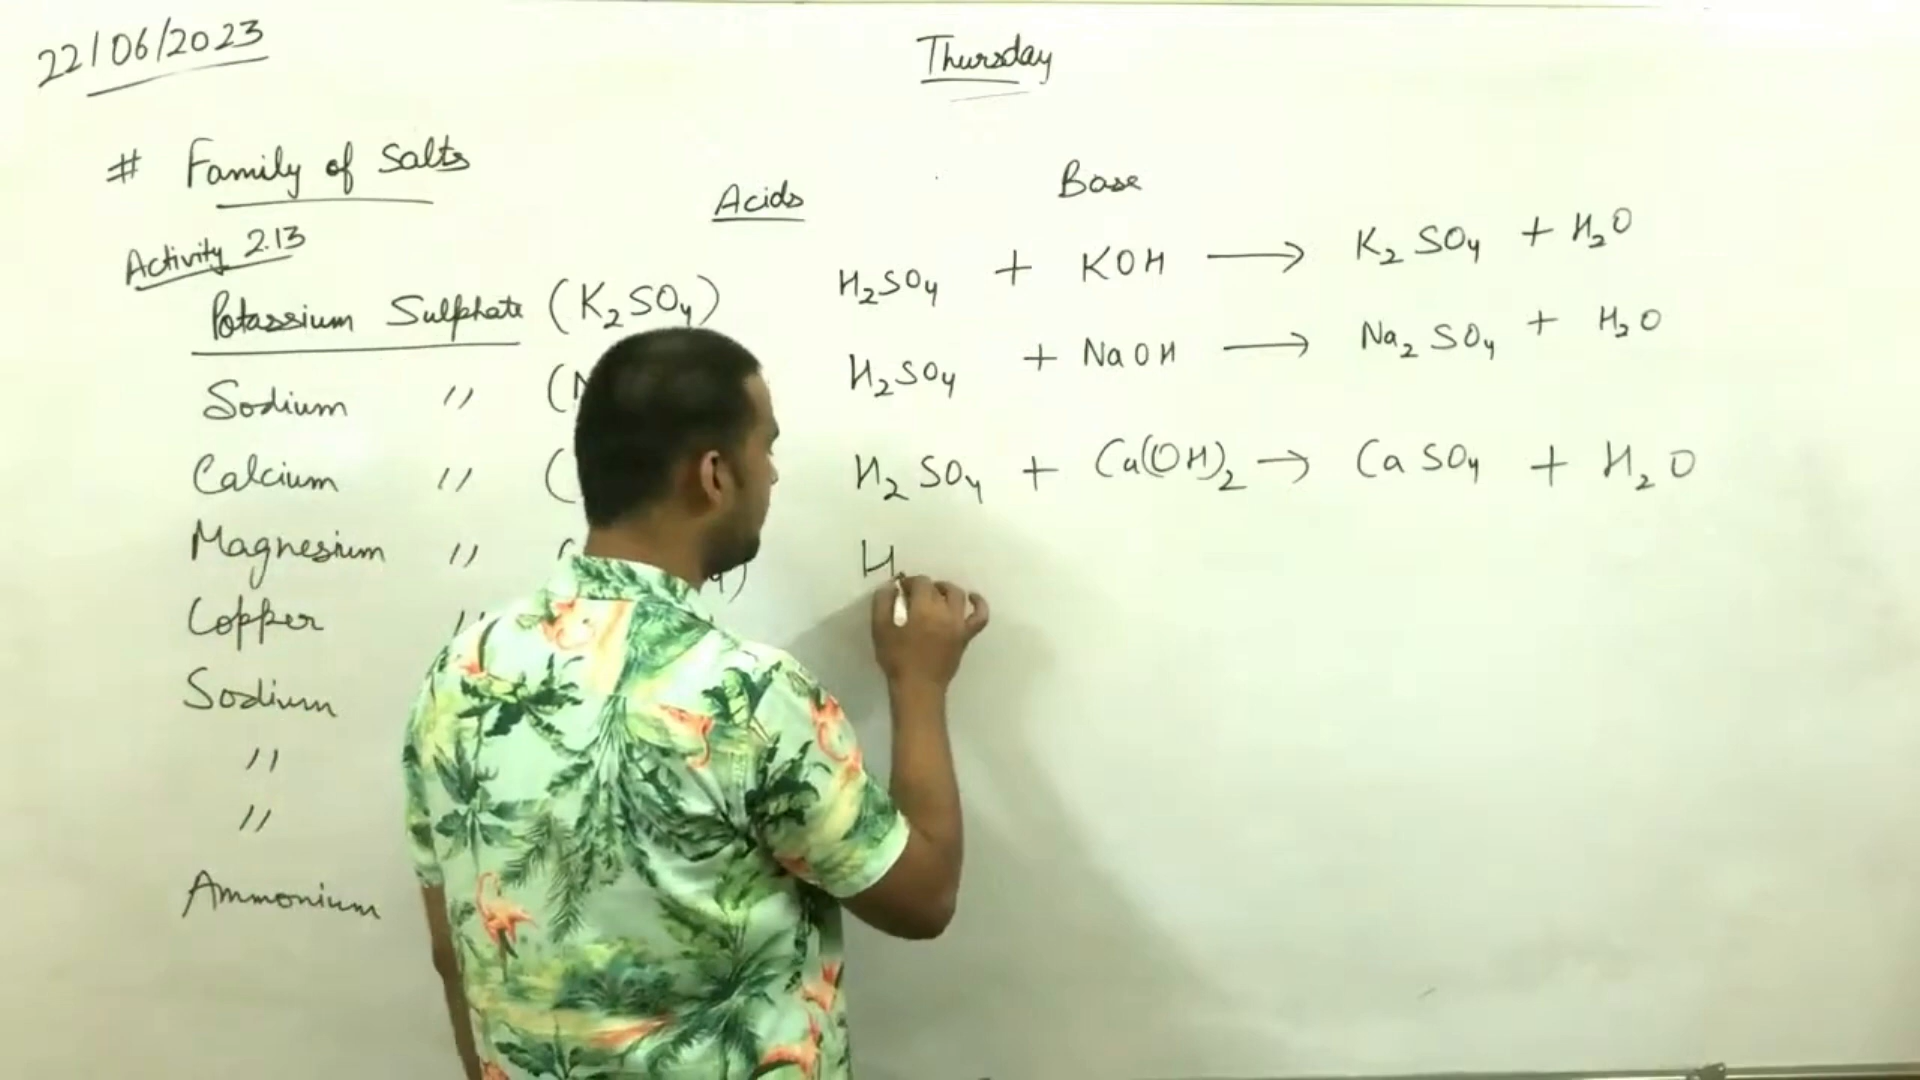 22/06/2023
Thursday
# Family of Salts
Acids Base
Activity 2.13
Potassium Sulphate (K₂SO₄) H₂SO₄ + KOH → K₂SO₄ + H₂O
Sodium " (N H₂SO₄ + NaOH → Na₂SO₄ + H₂O
Calcium " ( H₂SO₄ + Ca(OH)₂ → CaSO₄ + H₂O
Magnesium " ( ₄) H
Copper "
Sodium
"
"
Ammonium